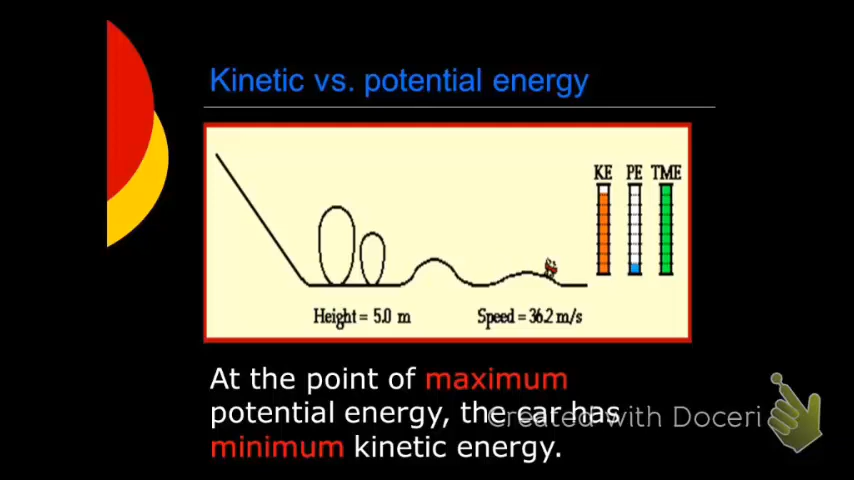 Kinetic vs. potential energy
KE PE TME
Height = 5.0 m Speed = 36.2 m/s
At the point of maximum
potential energy, the car has
minimum kinetic energy.
Created with Doceri